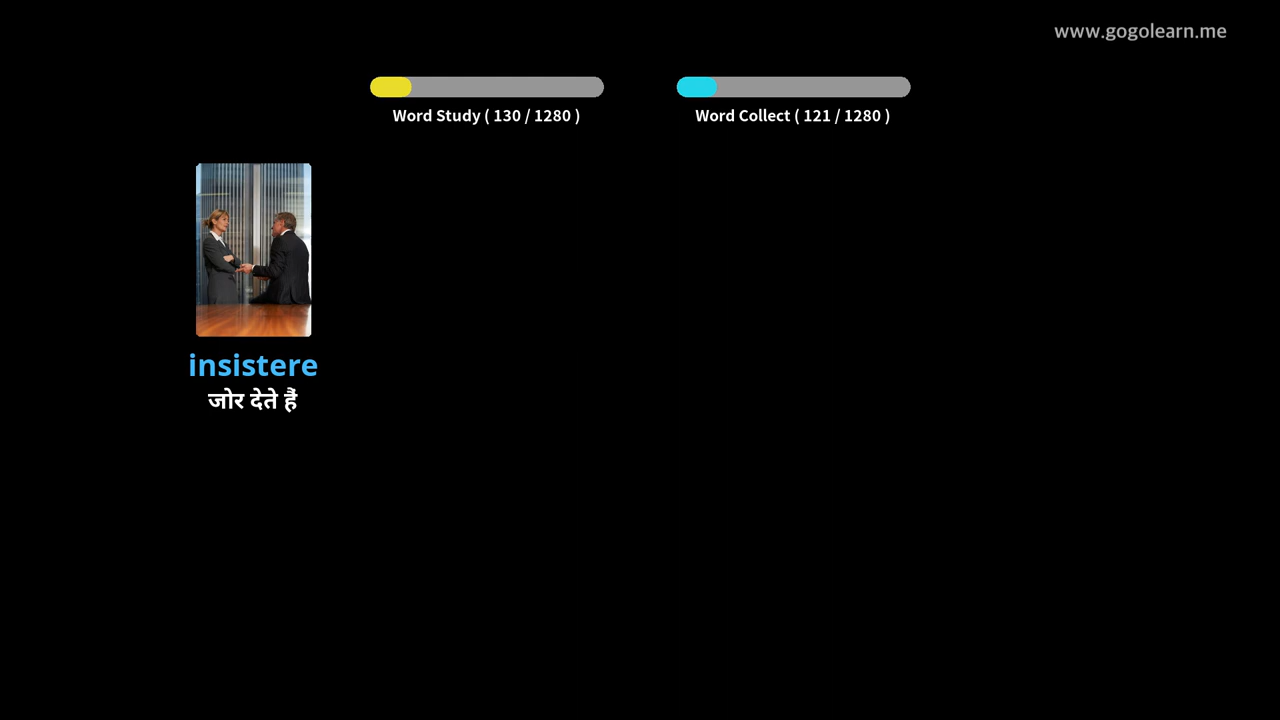 www.gogolearn.me
Word Study ( 130 / 1280 )
Word Collect ( 121 / 1280 )
insistere
जोर देते हैं